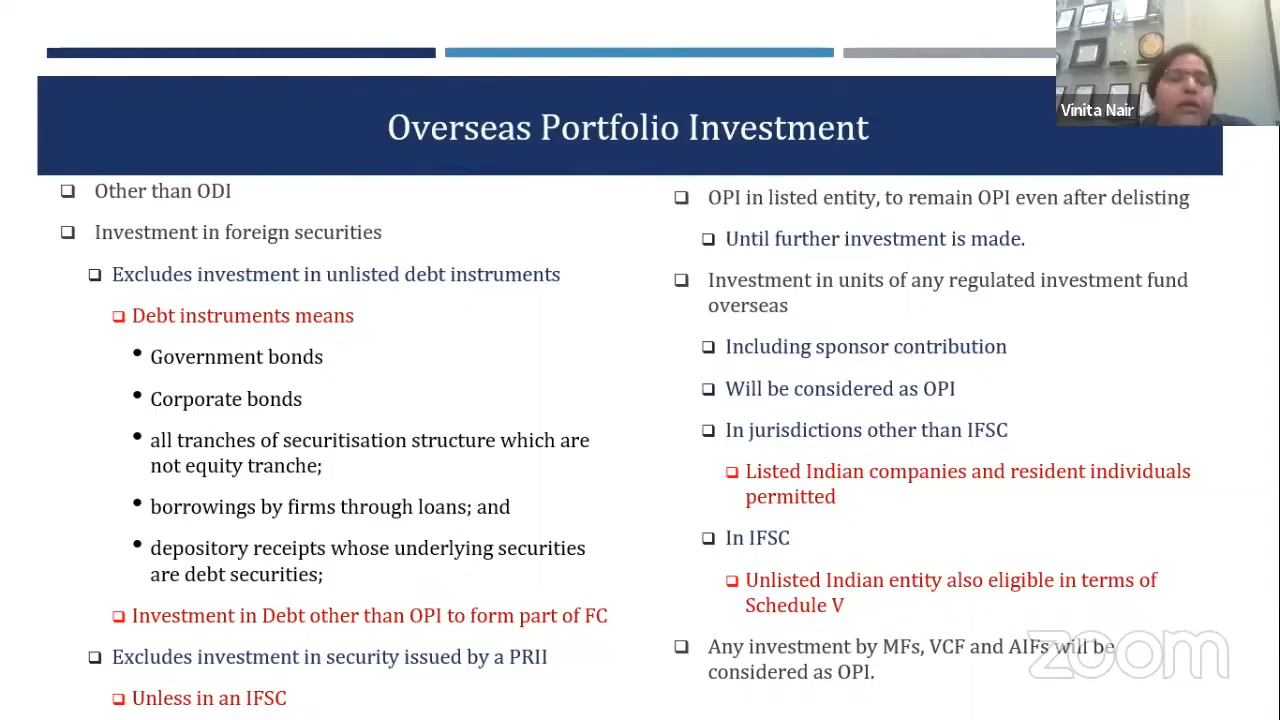 Overseas Portfolio Investment
Vinita Nair
Other than ODI
Investment in foreign securities
Excludes investment in unlisted debt instruments
Debt instruments means
Government bonds
Corporate bonds
all tranches of securitisation structure which are
not equity tranche;
borrowings by firms through loans; and
depository receipts whose underlying securities
are debt securities;
Investment in Debt other than OPI to form part of FC
Excludes investment in security issued by a PRII
Unless in an IFSC
OPI in listed entity, to remain OPI even after delisting
Until further investment is made.
Investment in units of any regulated investment fund
overseas
Including sponsor contribution
Will be considered as OPI
In jurisdictions other than IFSC
Listed Indian companies and resident individuals
permitted
In IFSC
Unlisted Indian entity also eligible in terms of
Schedule V
Any investment by MFs, VCF and AIFs will be
considered as OPI.
zoom